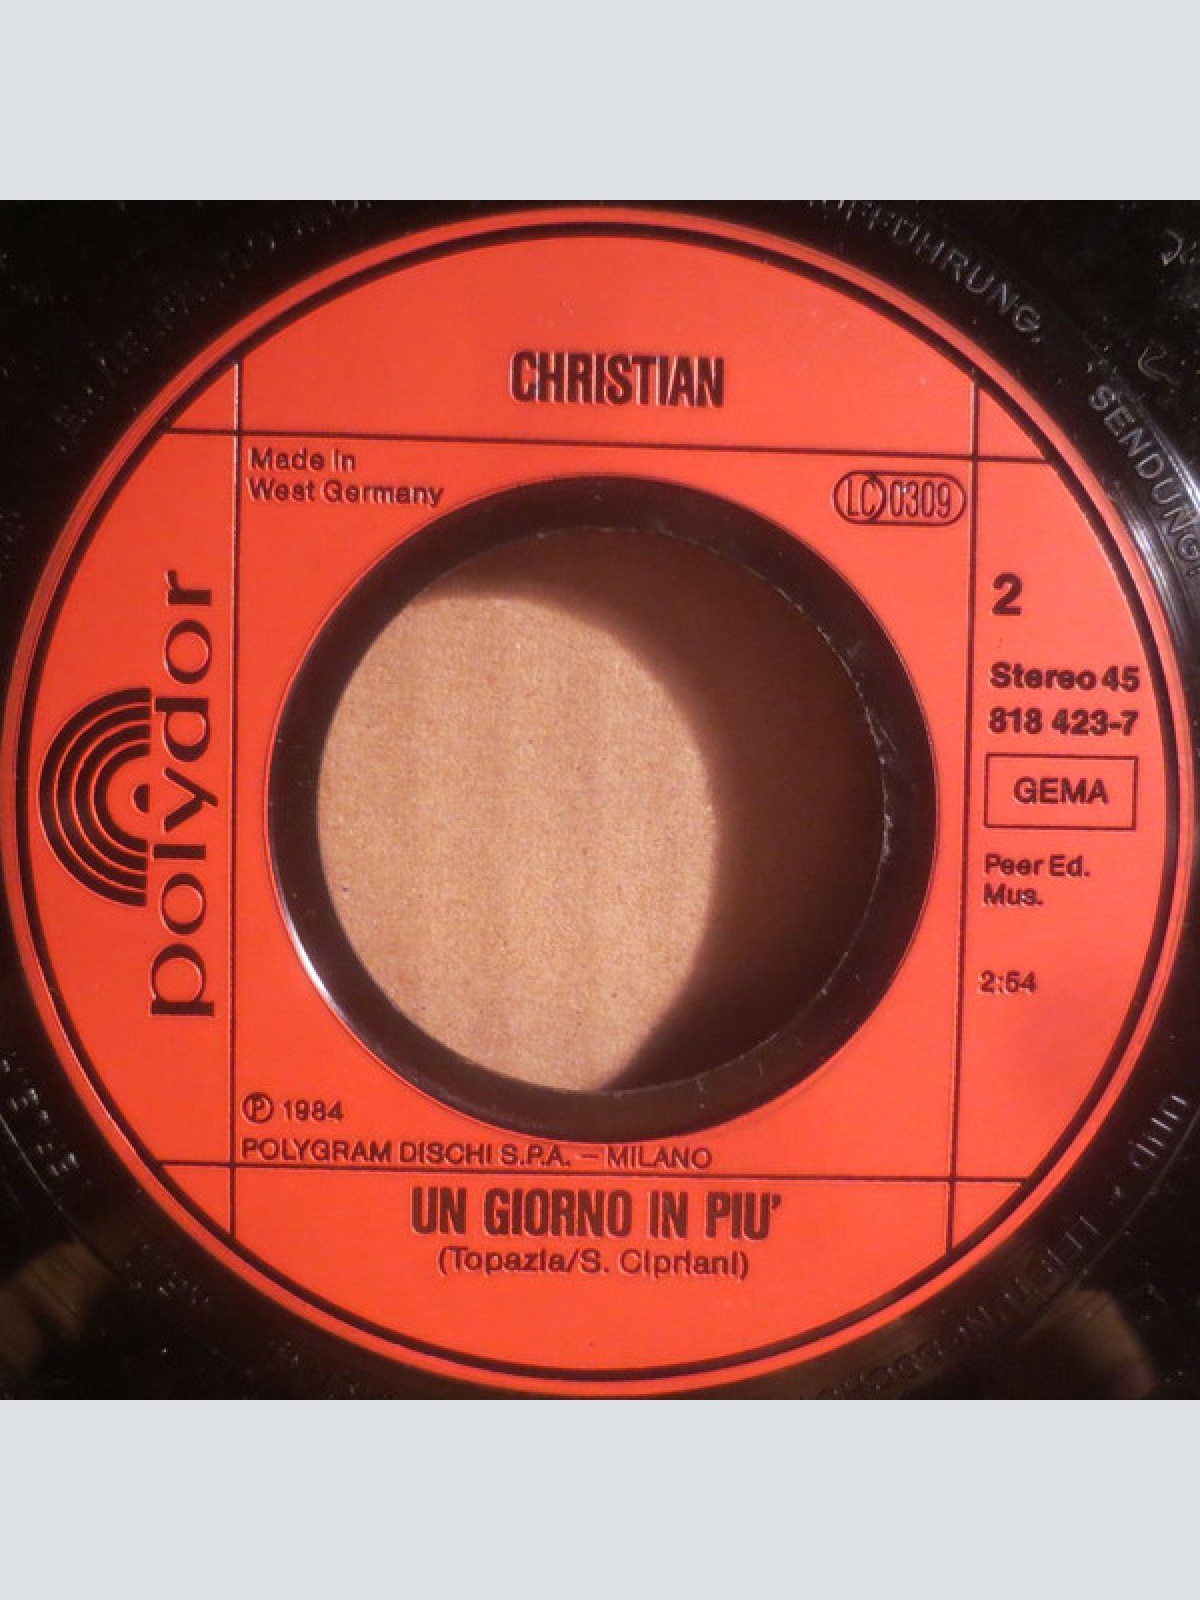 CHRISTIAN
Made in
West Germany
LC 0309
polydor
2
Stereo 45
818 423-7
GEMA
Peer Ed.
Mus.
2:54
Ⓟ 1984
POLYGRAM DISCHI S.P.A. – MILANO
UN GIORNO IN PIU'
(Topazia/S. Cipriani)
SENDUNG